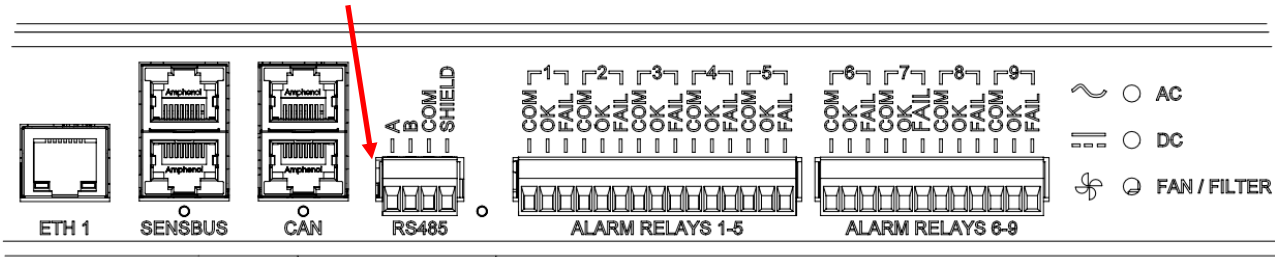 Amphenol
Amphenol
Amphenol
Amphenol
A
B
COM
SHIELD
1
COM
OK
FAIL
2
COM
OK
FAIL
3
COM
OK
FAIL
4
COM
OK
FAIL
5
COM
OK
FAIL
6
COM
OK
FAIL
7
COM
OK
FAIL
8
COM
OK
FAIL
9
COM
OK
FAIL
AC
DC
FAN / FILTER
ETH 1
SENSBUS
CAN
RS485
ALARM RELAYS 1-5
ALARM RELAYS 6-9